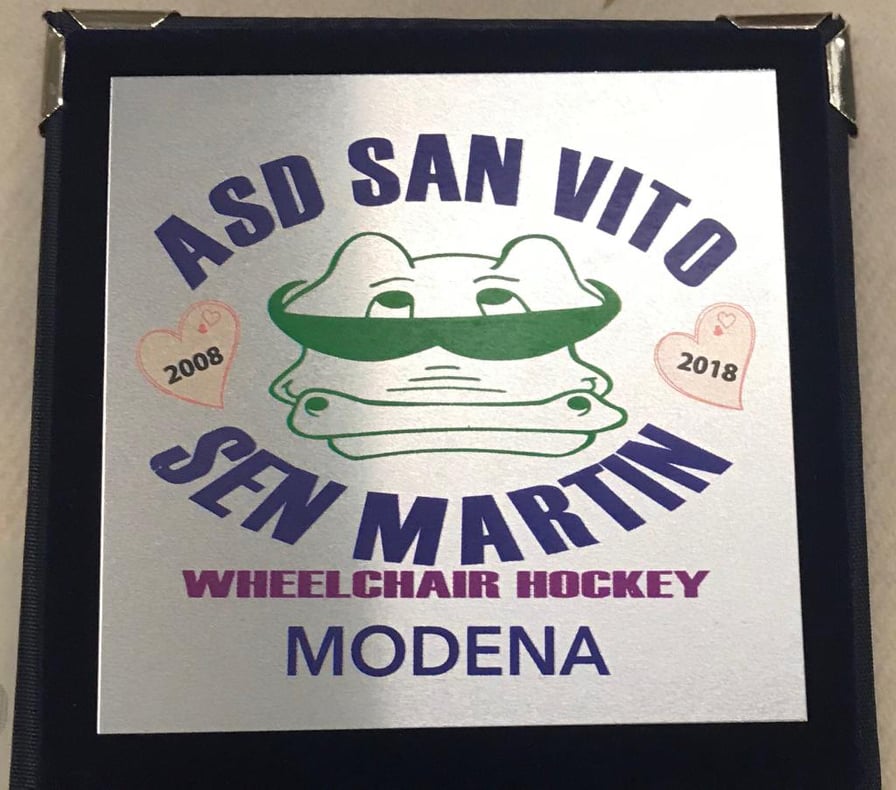 ASD SAN VITO
2008
2018
SEN MARTIN
WHEELCHAIR HOCKEY
MODENA